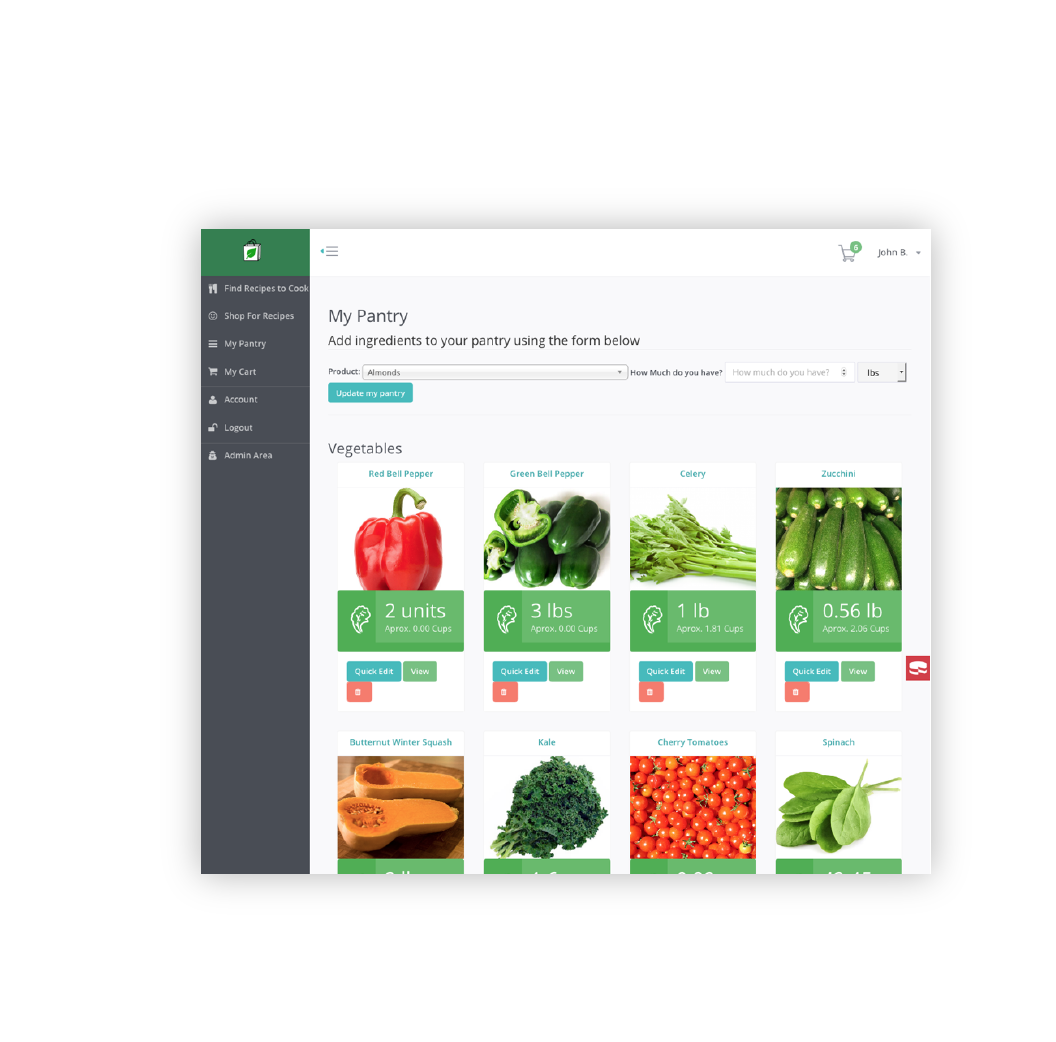 6
John B.
Find Recipes to Cook
Shop For Recipes
My Pantry
My Cart
Account
Logout
Admin Area
My Pantry
Add ingredients to your pantry using the form below
Product: Almonds How Much do you have? How much do you have? lbs
Update my pantry
Vegetables
Red Bell Pepper Green Bell Pepper Celery Zucchini
2 units 3 lbs 1 lb 0.56 lb
Aprox. 0.00 Cups Aprox. 0.00 Cups Aprox. 1.81 Cups Aprox. 2.06 Cups
Quick Edit View Quick Edit View Quick Edit View Quick Edit View
Butternut Winter Squash Kale Cherry Tomatoes Spinach